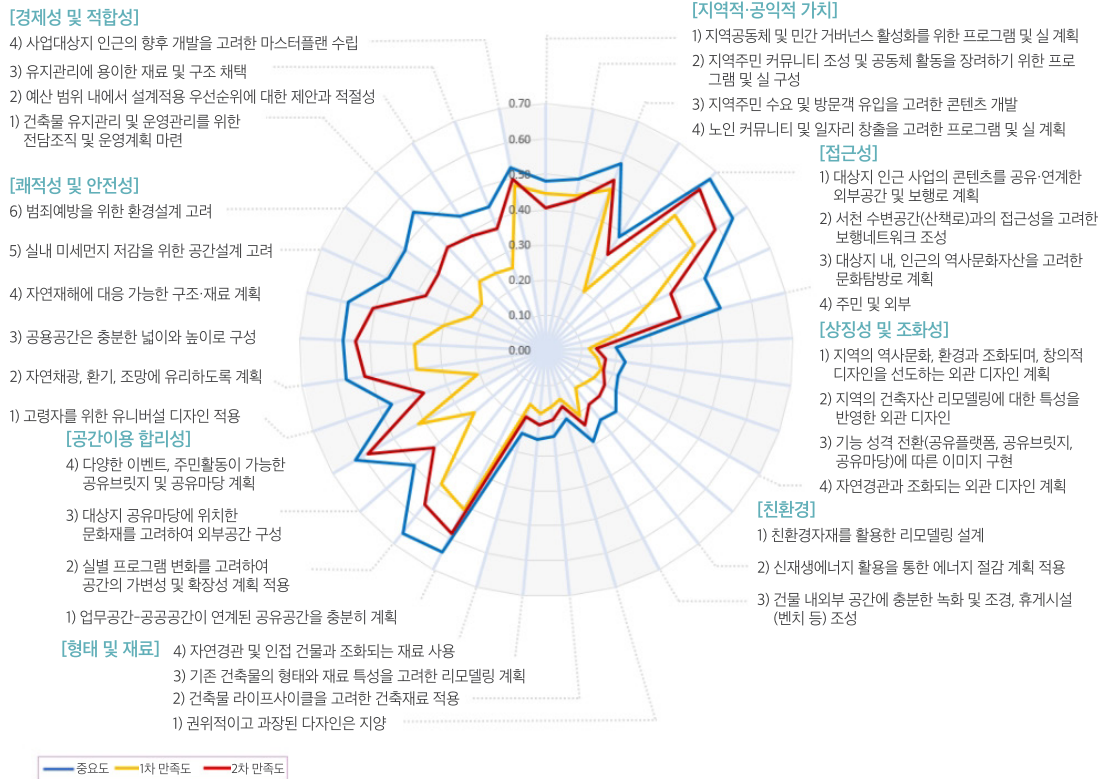 [경제성 및 적합성]
4) 사업대상지 인근의 향후 개발을 고려한 마스터플랜 수립
3) 유지관리에 용이한 재료 및 구조 채택
2) 예산 범위 내에서 설계적용 우선순위에 대한 제안과 적절성
1) 건축물 유지관리 및 운영관리를 위한
전담조직 및 운영계획 마련
[쾌적성 및 안전성]
6) 범죄예방을 위한 환경설계 고려
5) 실내 미세먼지 저감을 위한 공간설계 고려
4) 자연재해에 대응 가능한 구조·재료 계획
3) 공용공간은 충분한 넓이와 높이로 구성
2) 자연채광, 환기, 조망에 유리하도록 계획
1) 고령자를 위한 유니버설 디자인 적용
[공간이용 합리성]
4) 다양한 이벤트, 주민활동이 가능한
공유브릿지 및 공유마당 계획
3) 대상지 공유마당에 위치한
문화재를 고려하여 외부공간 구성
2) 실별 프로그램 변화를 고려하여
공간의 가변성 및 확장성 계획 적용
1) 업무공간-공공공간이 연계된 공유공간을 충분히 계획
[형태 및 재료]
4) 자연경관 및 인접 건물과 조화되는 재료 사용
3) 기존 건축물의 형태와 재료 특성을 고려한 리모델링 계획
2) 건축물 라이프사이클을 고려한 건축재료 적용
1) 권위적이고 과장된 다자인은 지양
0.70
0.60
0.50
0.40
0.30
0.20
0.10
0.00
[지역적·공익적 가치]
1) 지역공동체 및 민간 거버넌스 활성화를 위한 프로그램 및 실 계획
2) 지역주민 커뮤니티 조성 및 공동체 활동을 장려하기 위한 프로
그램 및 실 구성
3) 지역주민 수요 및 방문객 유입을 고려한 콘텐츠 개발
4) 노인 커뮤니티 및 일자리 창출을 고려한 프로그램 및 실 계획
[접근성]
1) 대상지 인근 사업의 콘텐츠를 공유·연계한
외부공간 및 보행로 계획
2) 서천 수변공간(산책로)과의 접근성을 고려한
보행네트워크 조성
3) 대상지 내, 인근의 역사문화자산을 고려한
문화탐방로 계획
4) 주민 및 외부
[상징성 및 조화성]
1) 지역의 역사문화, 환경과 조화되며, 창의적
디자인을 선도하는 외관 디자인 계획
2) 지역의 건축자산 리모델링에 대한 특성을
반영한 외관 디자인
3) 기능 성격 전환(공유플랫폼, 공유브릿지,
공유마당)에 따른 이미지 구현
4) 자연경관과 조화되는 외관 디자인 계획
[친환경]
1) 친환경자재를 활용한 리모델링 설계
2) 신재생에너지 활용을 통한 에너지 절감 계획 적용
3) 건물 내외부 공간에 충분한 녹화 및 조경, 휴게시설
(벤치 등) 조성
중요도 1차 만족도 2차 만족도